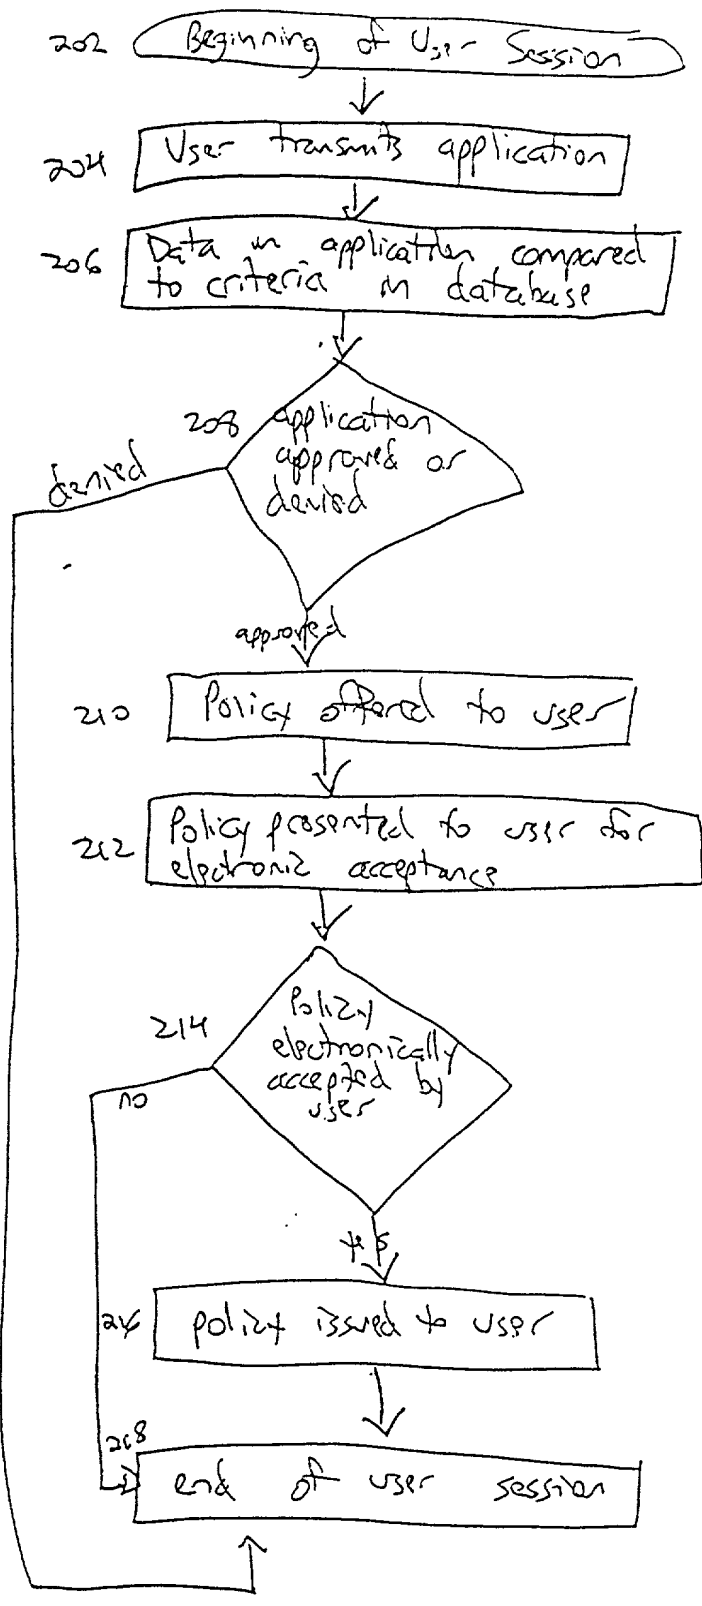 202 Beginning of User Session
204 User transmits application
206 Data in application compared
to criteria in database
208 application
approved or
denied
denied
approved
210 Policy offered to user
212 Policy presented to user for
electronic acceptance
214 Policy
electronically
accepted by
user
no
yes
216 policy issued to user
218
end of user session